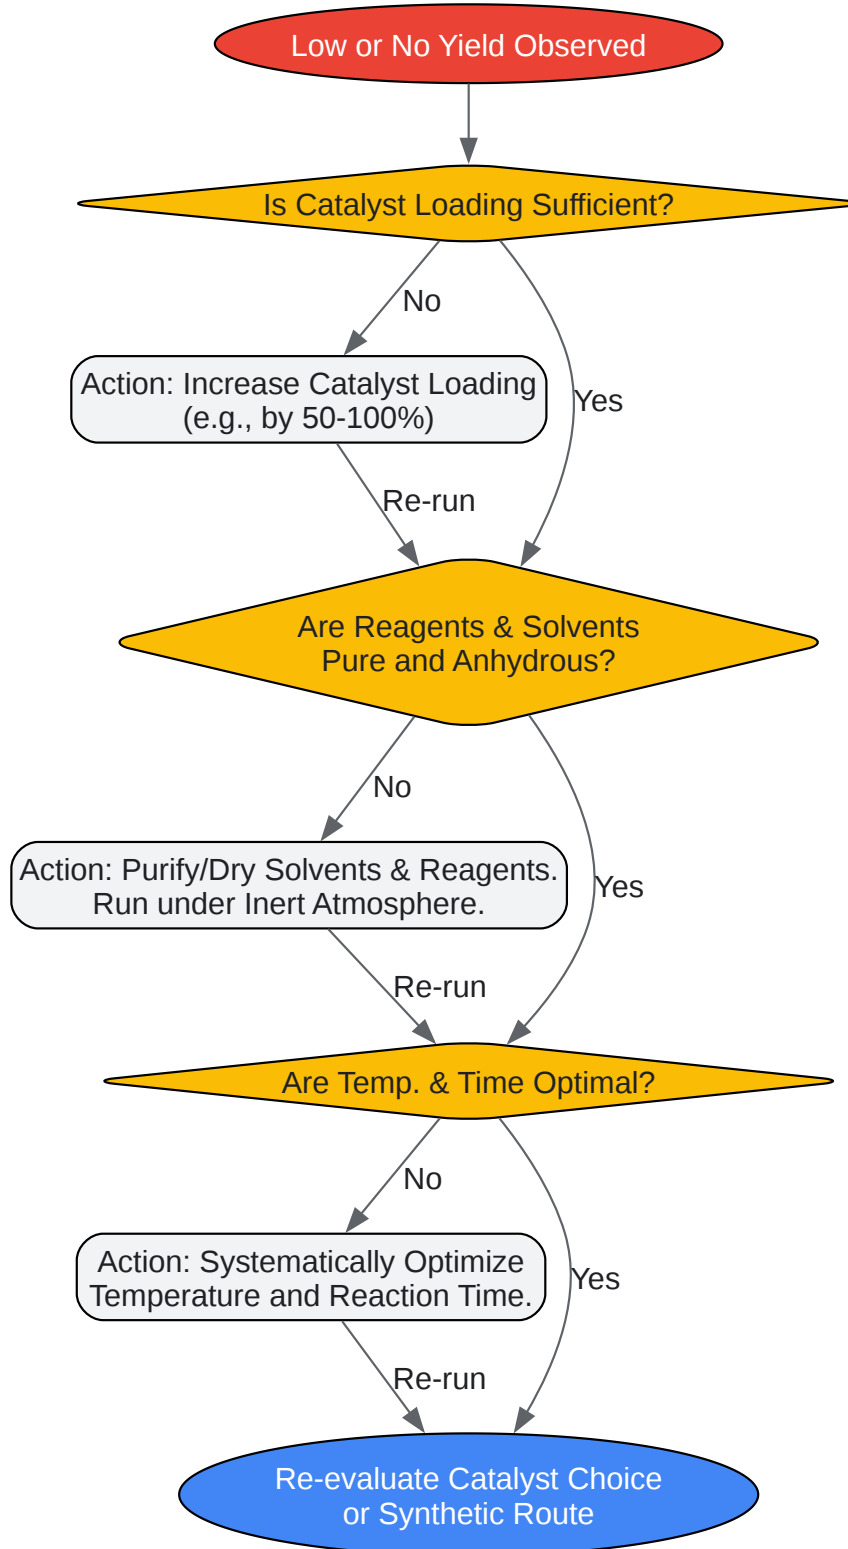 Low or No Yield Observed
Is Catalyst Loading Sufficient?
No
Action: Increase Catalyst Loading
(e.g., by 50-100%)
Yes
Re-run
Are Reagents & Solvents
Pure and Anhydrous?
No
Action: Purify/Dry Solvents & Reagents.
Run under Inert Atmosphere.
Yes
Re-run
Are Temp. & Time Optimal?
No
Action: Systematically Optimize
Temperature and Reaction Time.
Yes
Re-run
Re-evaluate Catalyst Choice
or Synthetic Route